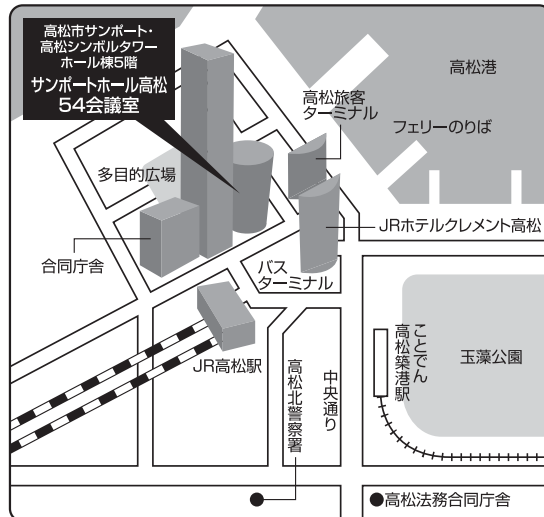 高松市サンポート・
高松シンボルタワー
ホール棟5階
サンポートホール高松
54会議室
高松港
高松旅客
ターミナル
フェリーのりば
多目的広場
JRホテルクレメント高松
合同庁舎
バス
ターミナル
JR高松駅
高松北警察署
中央通り
ことでん
高松築港駅
玉藻公園
高松法務合同庁舎